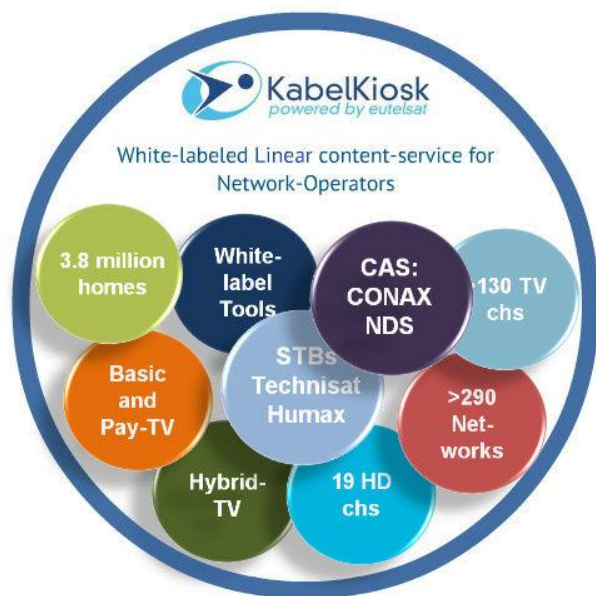 KabelKiosk
powered by eutelsat
White-labeled Linear content-service for
Network-Operators
3.8 million
homes
White-
label
Tools
CAS:
CONAX
NDS
130 TV
chs
Basic
and
Pay-TV
STBs
Technisat
Humax
>290
Net-
works
Hybrid-
TV
19 HD
chs